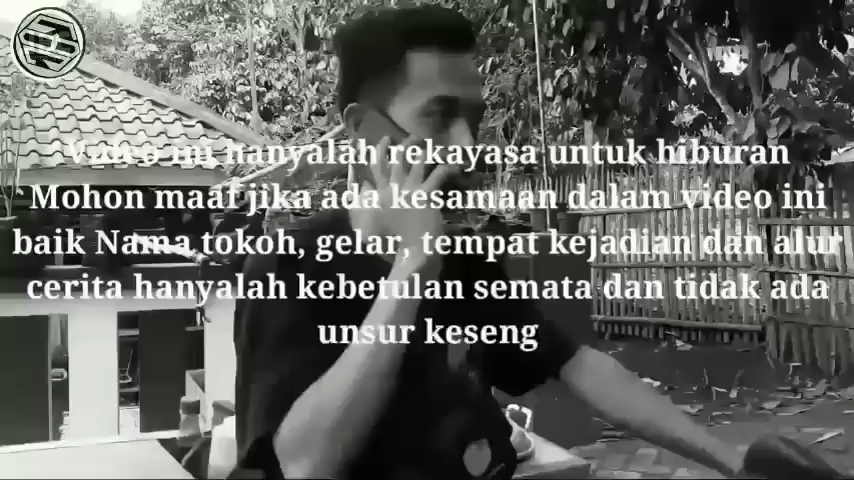 Video ini hanyalah rekayasa untuk hiburan
Mohon maaf jika ada kesamaan dalam video ini
baik Nama tokoh, gelar, tempat kejadian dan alur
cerita hanyalah kebetulan semata dan tidak ada
unsur keseng